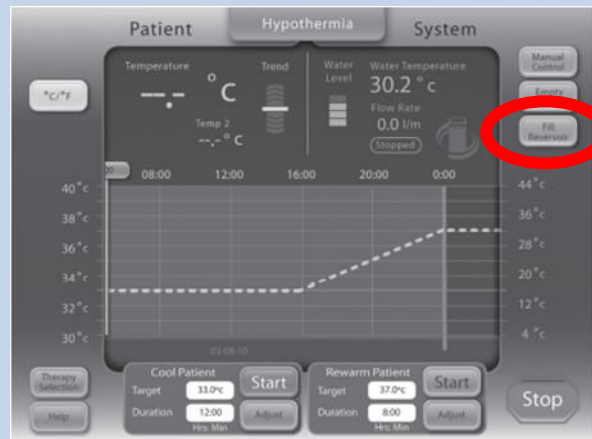 Patient
Hypothermia
System
°C/°F
Temperature
--.- °C
Temp 2
--.- °C
Trend
Water Level
Water Temperature
30.2 °c
Flow Rate
0.0 l/m
Stopped
Manual Control
Empty
Fill Reservoir
08:00 12:00 16:00 20:00 0:00
40°c
38°c
36°c
34°c
32°c
30°c
44°c
36°c
28°c
20°c
12°c
4°c
Therapy Selection
Help
Cool Patient
Target 33.0°c
Duration 12:00
Hrs: Min
Start
Adjust
Rewarm Patient
Target 37.0°c
Duration 8:00
Hrs: Min
Start
Adjust
Stop